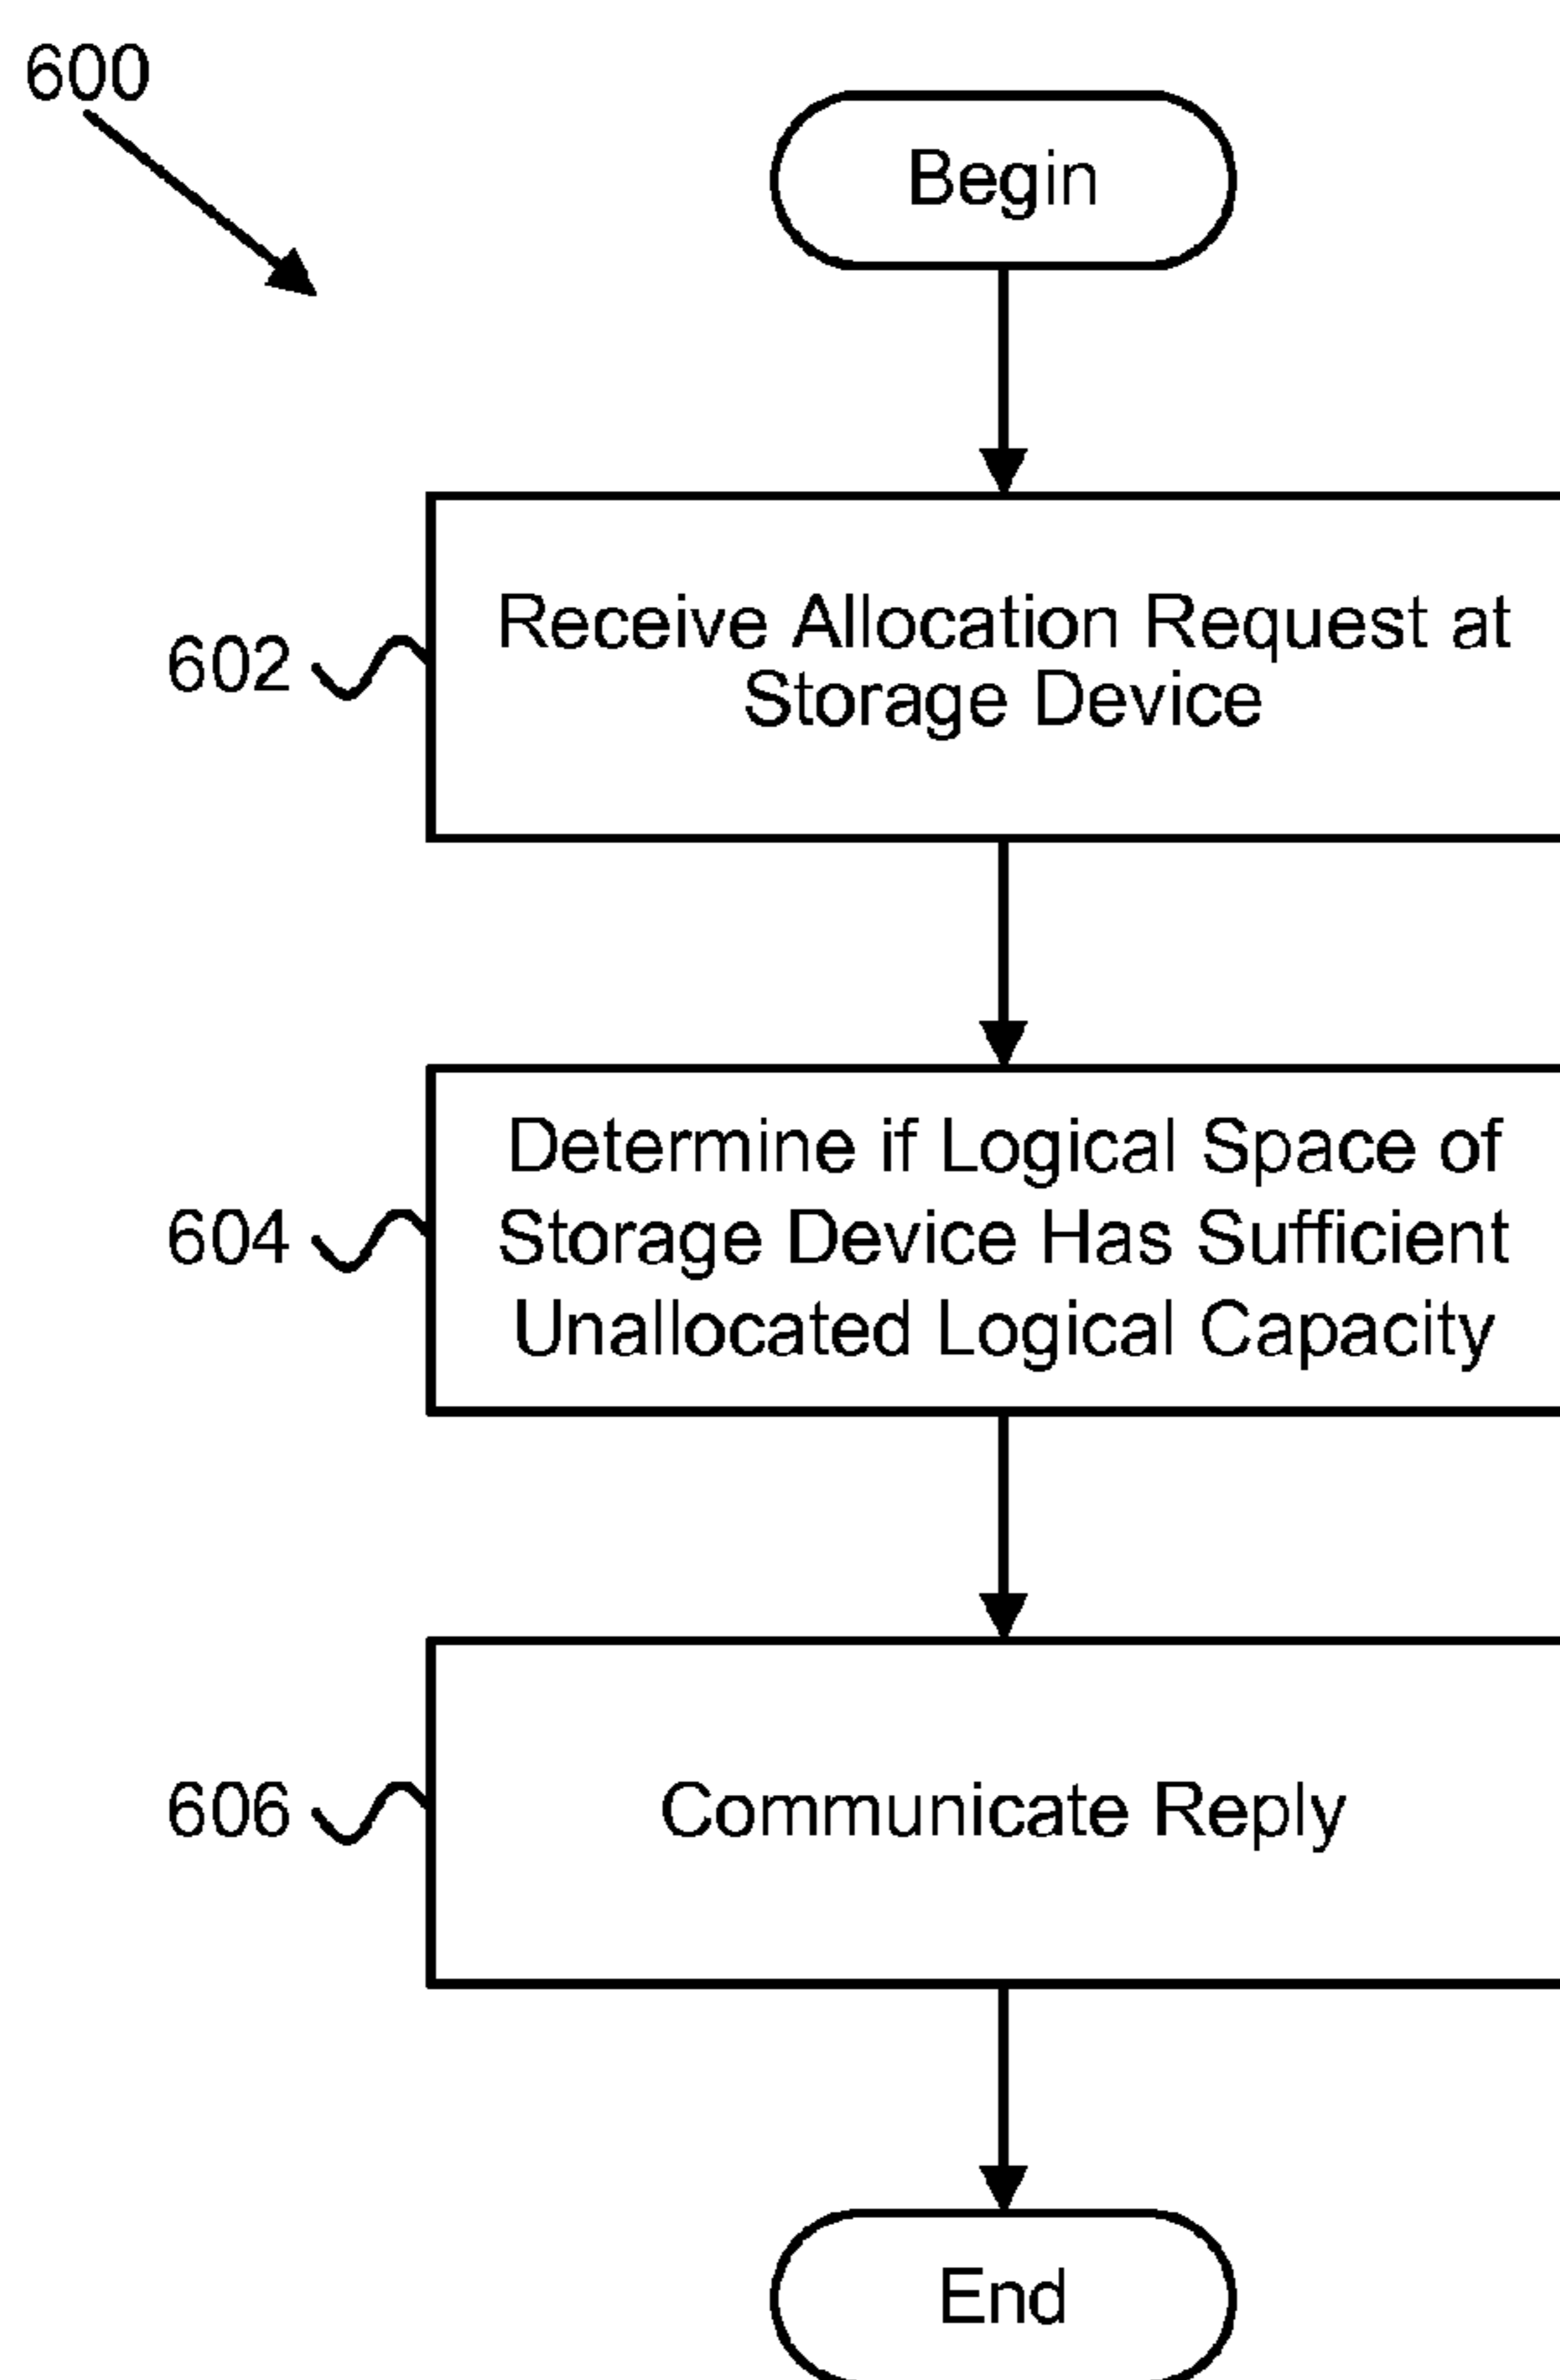 600
Begin
602
Receive Allocation Request at
Storage Device
604
Determine if Logical Space of
Storage Device Has Sufficient
Unallocated Logical Capacity
606
Communicate Reply
End